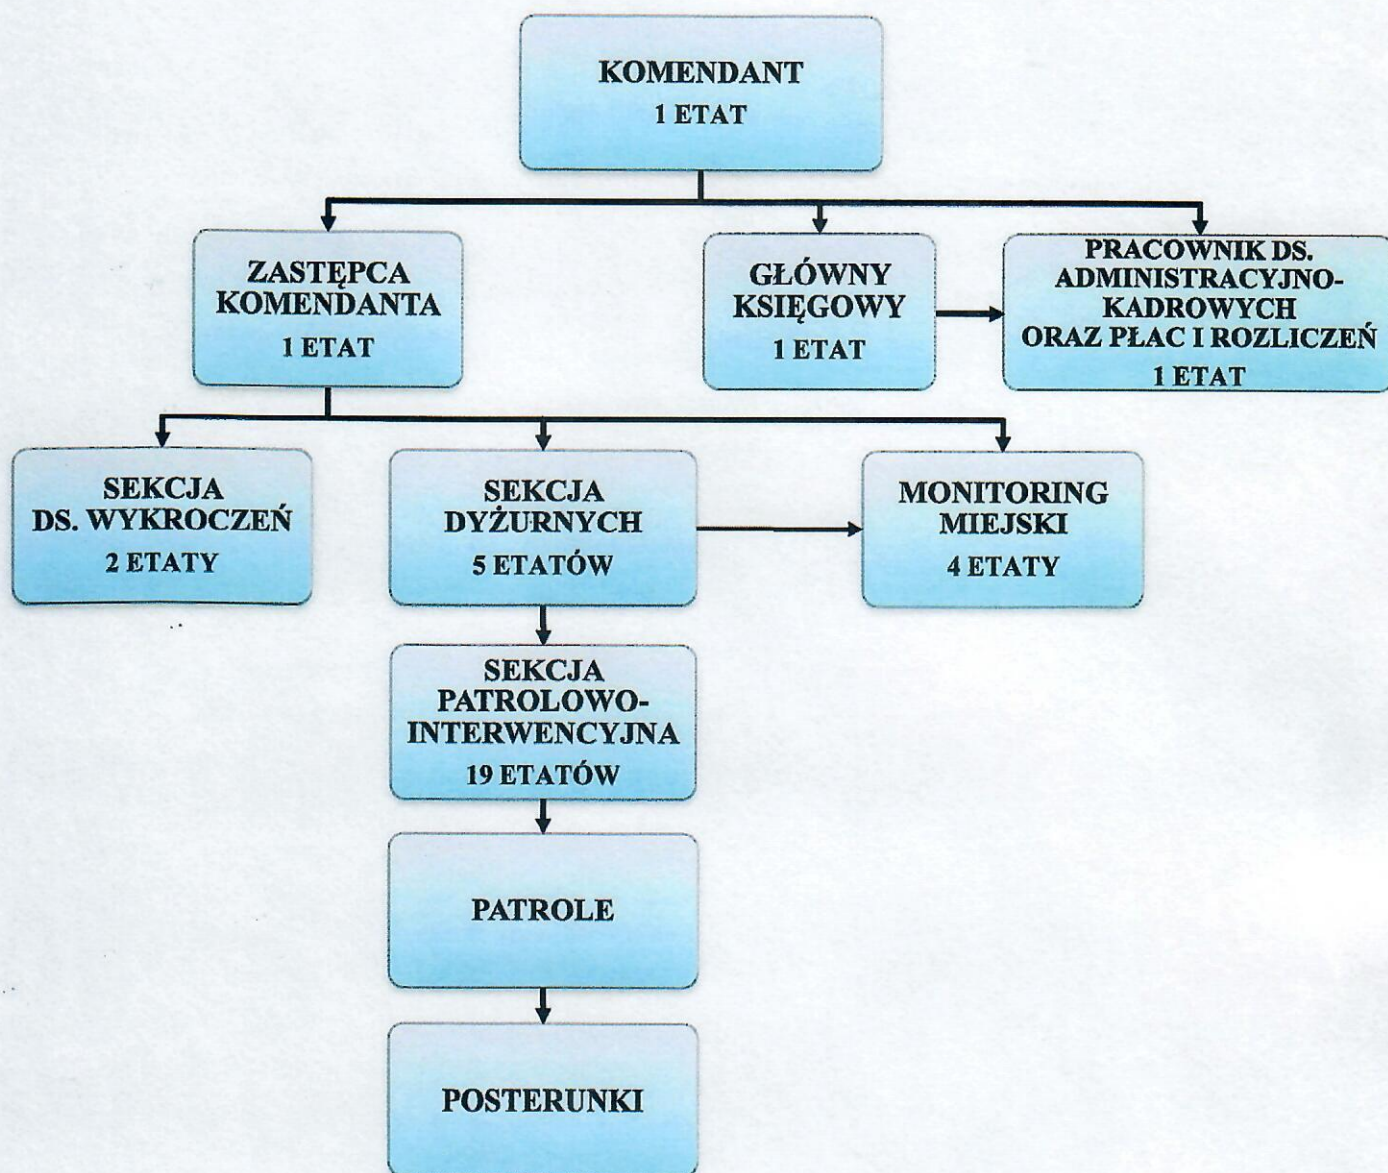 KOMENDANT
1 ETAT
ZASTĘPCA
KOMENDANTA
1 ETAT
GŁÓWNY
KSIĘGOWY
1 ETAT
PRACOWNIK DS.
ADMINISTRACYJNO-
KADROWYCH
ORAZ PŁAC I ROZLICZEŃ
1 ETAT
SEKCJA
DS. WYKROCZEŃ
2 ETATY
SEKCJA
DYŻURNYCH
5 ETATÓW
MONITORING
MIEJSKI
4 ETATY
SEKCJA
PATROLOWO-
INTERWENCYJNA
19 ETATÓW
PATROLE
POSTERUNKI